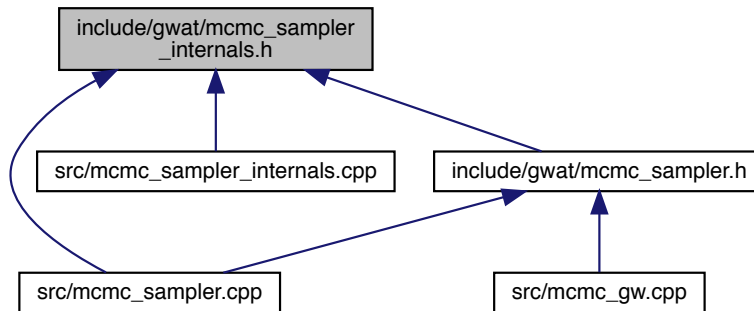 include/gwat/mcmc_sampler
_internals.h
src/mcmc_sampler_internals.cpp
include/gwat/mcmc_sampler.h
src/mcmc_sampler.cpp
src/mcmc_gw.cpp